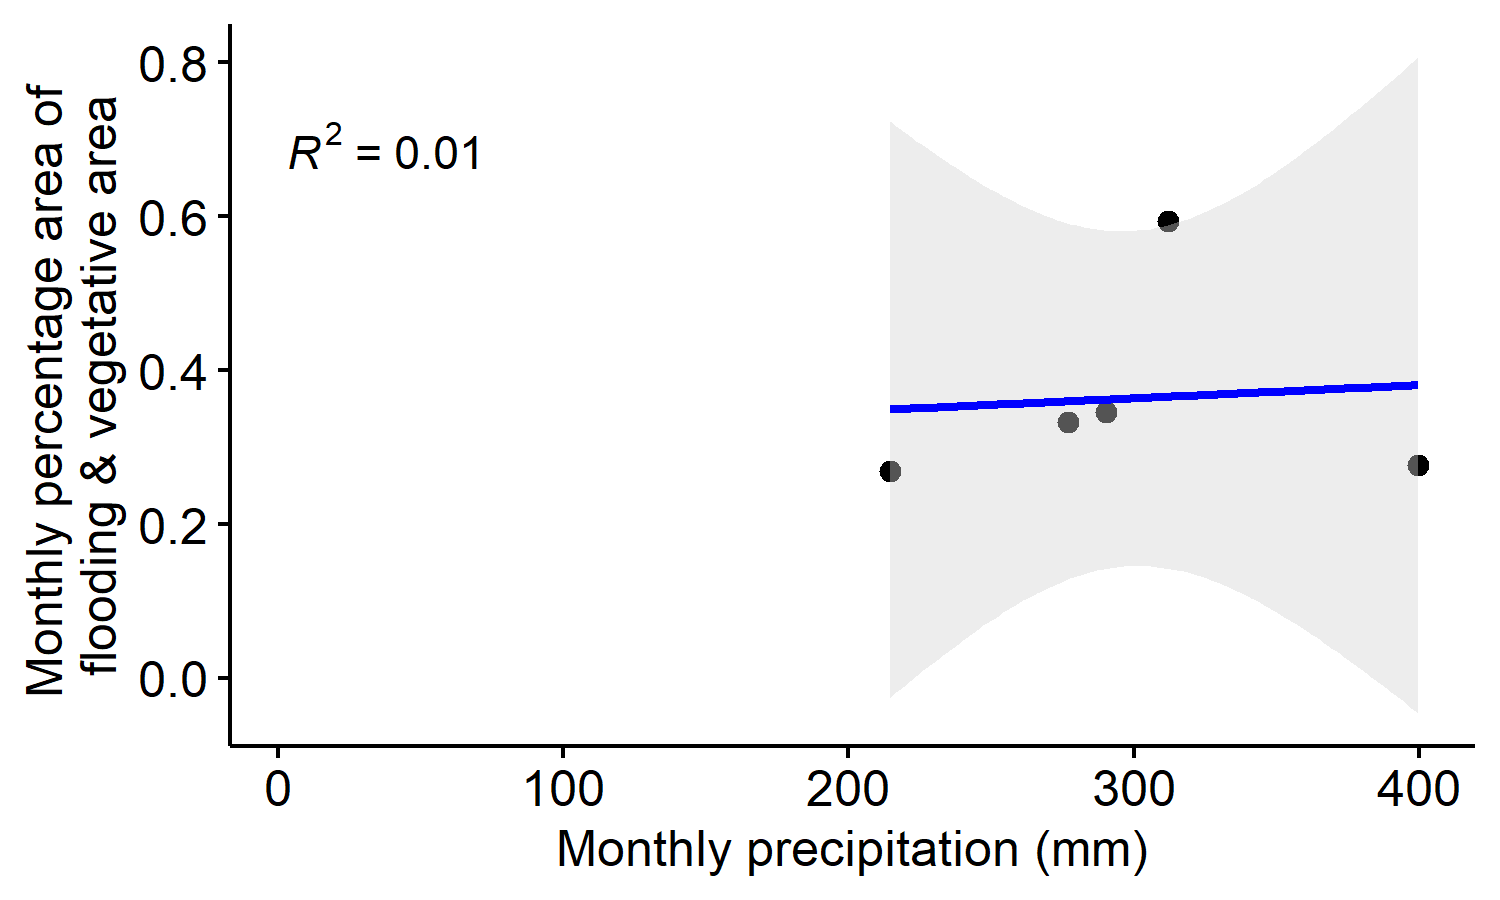 Monthly percentage area of
flooding & vegetative area
0.8
0.6
0.4
0.2
0.0
R² = 0.01
0 100 200 300 400
Monthly precipitation (mm)